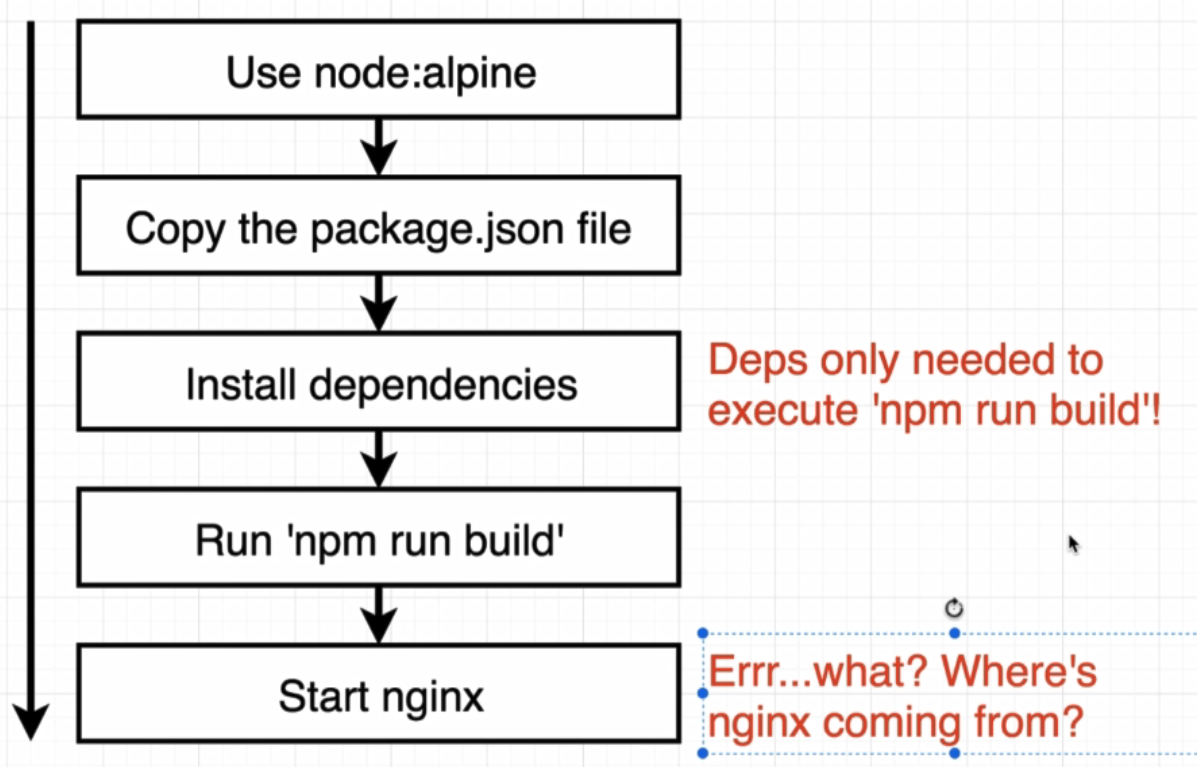 Use node:alpine
Copy the package.json file
Install dependencies
Deps only needed to
execute 'npm run build'!
Run 'npm run build'
Start nginx
Errr...what? Where's
nginx coming from?